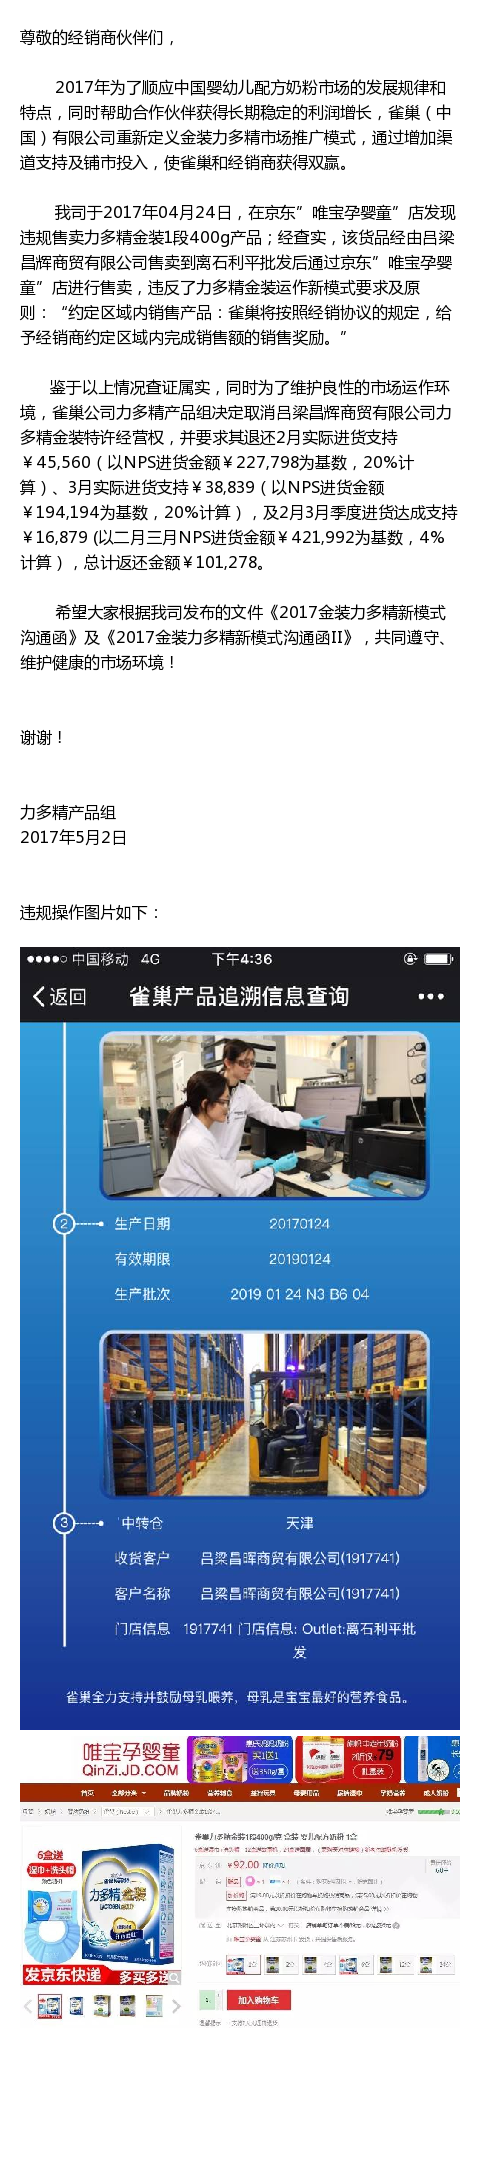 尊敬的经销商伙伴们，
2017年为了顺应中国婴幼儿配方奶粉市场的发展规律和
特点，同时帮助合作伙伴获得长期稳定的利润增长，雀巢（中
国）有限公司重新定义金装力多精市场推广模式，通过增加渠
道支持及铺市投入，使雀巢和经销商获得双赢。
我司于2017年04月24日，在京东”唯宝孕婴童”店发现
违规售卖力多精金装1段400g产品；经查实，该货品经由吕梁
昌辉商贸有限公司售卖到离石利平批发后通过京东”唯宝孕婴
童”店进行售卖，违反了力多精金装运作新模式要求及原
则：“约定区域内销售产品：雀巢将按照经销协议的规定，给
予经销商约定区域内完成销售额的销售奖励。”
鉴于以上情况查证属实，同时为了维护良性的市场运作环
境，雀巢公司力多精产品组决定取消吕梁昌辉商贸有限公司力
多精金装特许经营权，并要求其退还2月实际进货支持
￥45,560（以NPS进货金额￥227,798为基数，20%计
算）、3月实际进货支持￥38,839（以NPS进货金额
￥194,194为基数，20%计算），及2月3月季度进货达成支持
￥16,879 (以二月三月NPS进货金额￥421,992为基数，4%
计算），总计返还金额￥101,278。
希望大家根据我司发布的文件《2017金装力多精新模式
沟通函》及《2017金装力多精新模式沟通函II》，共同遵守、
维护健康的市场环境！
谢谢！
力多精产品组
2017年5月2日
违规操作图片如下：
中国移动 4G 下午4:36
返回 雀巢产品追溯信息查询
2 生产日期 20170124
有效期限 20190124
生产批次 2019 01 24 N3 B6 04
3 中转仓 天津
收货客户 吕梁昌晖商贸有限公司(1917741)
客户名称 吕梁昌晖商贸有限公司(1917741)
门店信息 1917741 门店信息: Outlet:离石利平批
发
雀巢全力支持并鼓励母乳喂养，母乳是宝宝最好的营养食品。
唯宝孕婴童
QinZi.JD.COM
买1送1
79
首页
6盒送
湿巾+洗头帽
力多精 金装
￥92.00
发京东快递 多买多送
加入购物车